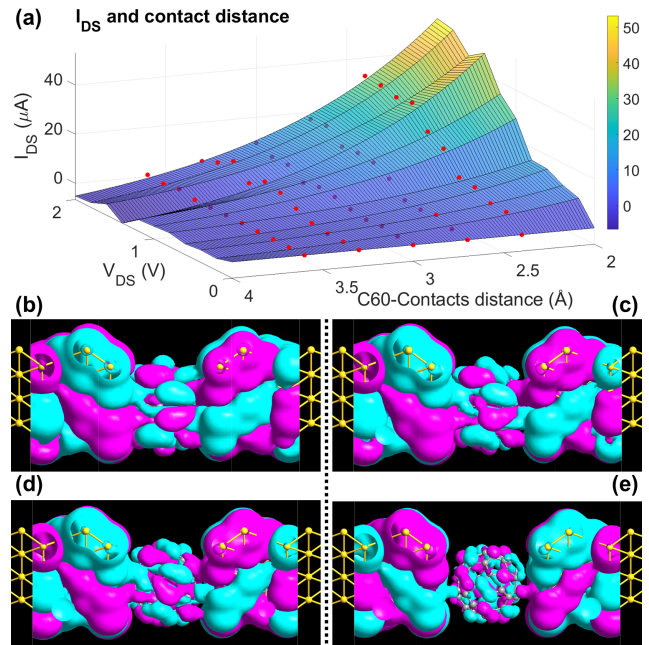 (a)
I_DS and contact distance
I_DS (μA)
40
20
0
2
1
0
V_DS (V)
4
3.5
3
2.5
2
C60-Contacts distance (Å)
50
40
30
20
10
0
(b)
(c)
(d)
(e)